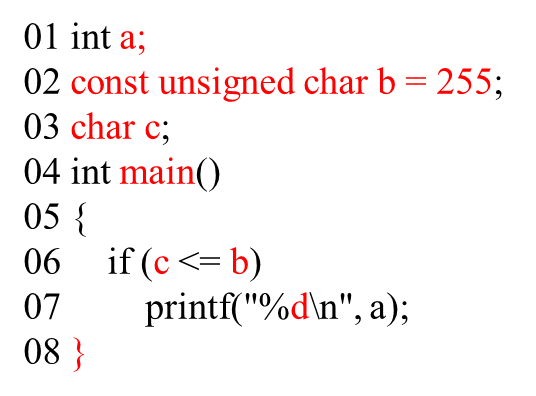 01 int a;
02 const unsigned char b = 255;
03 char c;
04 int main()
05 {
06     if (c <= b)
07         printf("%d\n", a);
08 }